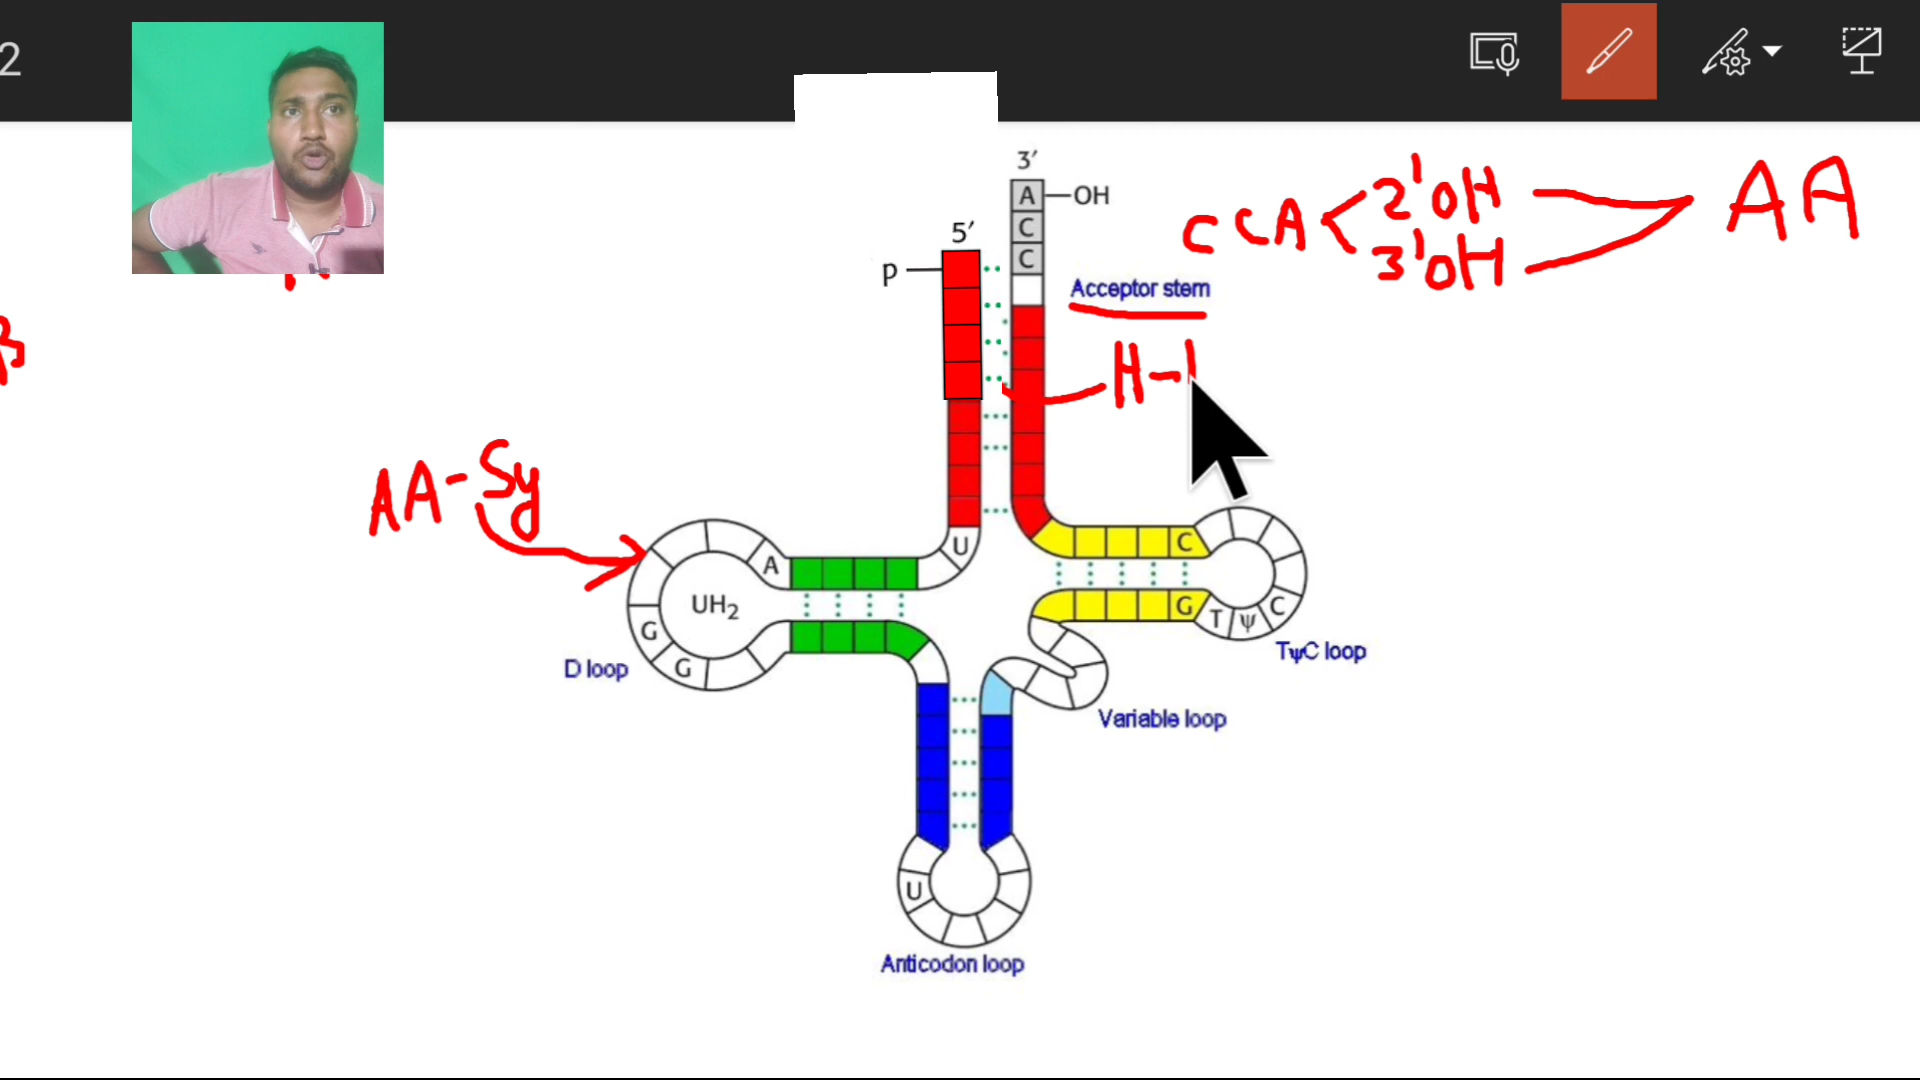 2
3′
A OH
C
C
5′
p
Acceptor stem
CCA 2'OH AA
3'OH
H-1
AA-Sy
U
A
C
UH₂
G
G
G T ψ C
D loop
TψC loop
Variable loop
U
Anticodon loop